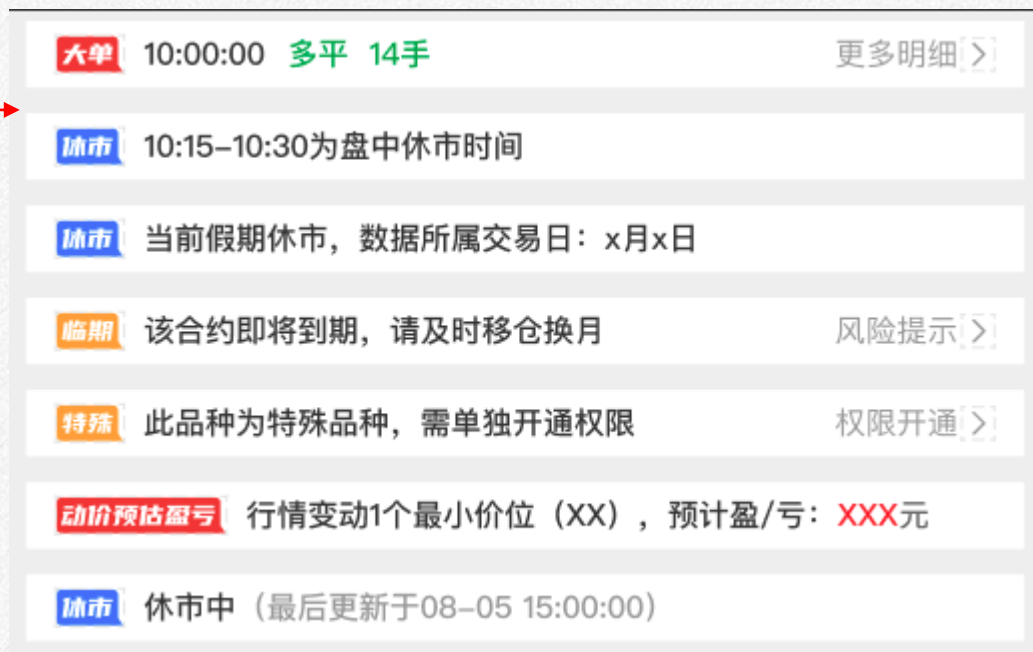 大单 10:00:00 多平 14手 更多明细
休市 10:15-10:30为盘中休市时间
休市 当前假期休市，数据所属交易日：x月x日
临期 该合约即将到期，请及时移仓换月 风险提示
特殊 此品种为特殊品种，需单独开通权限 权限开通
动价预估盈亏 行情变动1个最小价位（XX），预计盈/亏：XXX元
休市 休市中（最后更新于08-05 15:00:00）